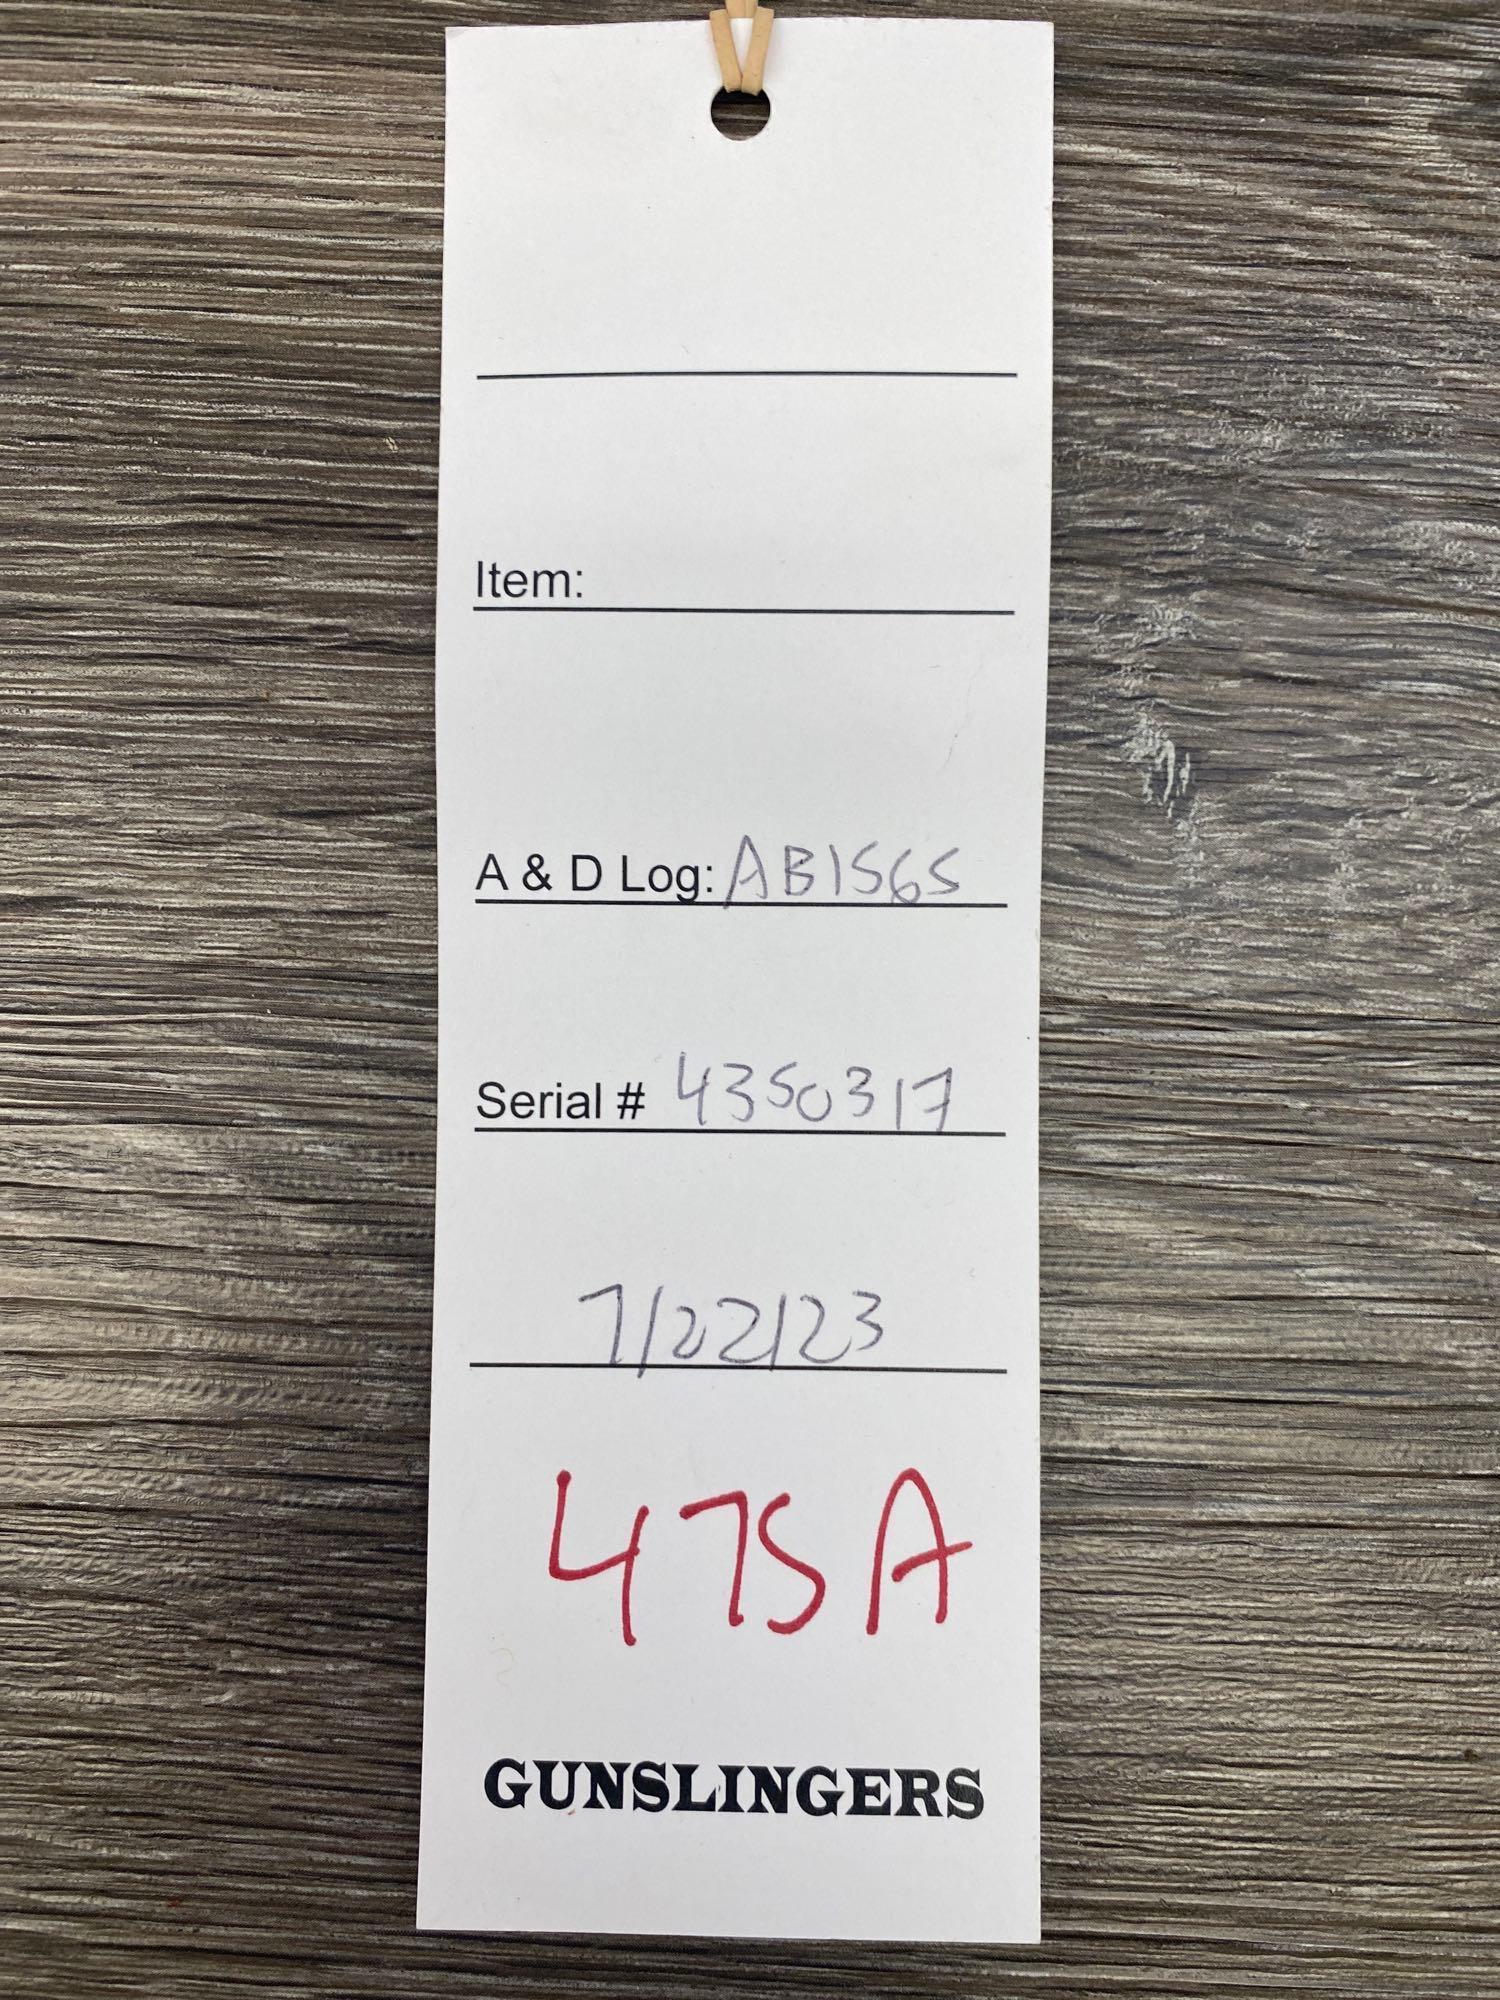 Item:
A & D Log: AB1565
Serial # 4350317
7/22/23
475A
GUNSLINGERS